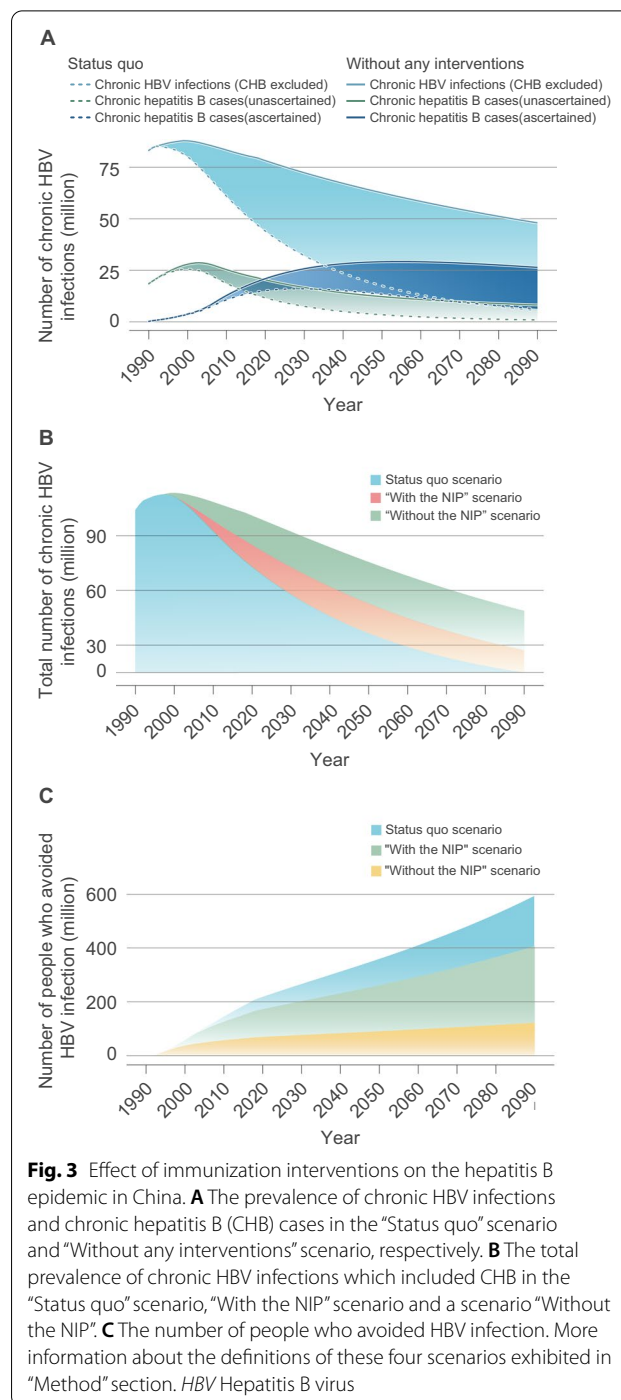 A
Status quo
Chronic HBV infections (CHB excluded)
Chronic hepatitis B cases(unascertained)
Chronic hepatitis B cases(ascertained)
Without any interventions
Chronic HBV infections (CHB excluded)
Chronic hepatitis B cases(unascertained)
Chronic hepatitis B cases(ascertained)
Number of chronic HBV
infections (million)
75
50
25
0
1990
2000
2010
2020
2030
2040
2050
2060
2070
2080
2090
Year
B
Status quo scenario
"With the NIP" scenario
"Without the NIP" scenario
Total number of chronic HBV
infections (million)
90
60
30
0
1990
2000
2010
2020
2030
2040
2050
2060
2070
2080
2090
Year
C
Status quo scenario
"With the NIP" scenario
"Without the NIP" scenario
Number of people who avoided
HBV infection (million)
600
400
200
0
1990
2000
2010
2020
2030
2040
2050
2060
2070
2080
2090
Year
Fig. 3 Effect of immunization interventions on the hepatitis B
epidemic in China. A The prevalence of chronic HBV infections
and chronic hepatitis B (CHB) cases in the “Status quo” scenario
and “Without any interventions” scenario, respectively. B The total
prevalence of chronic HBV infections which included CHB in the
“Status quo” scenario, “With the NIP” scenario and a scenario “Without
the NIP”. C The number of people who avoided HBV infection. More
information about the definitions of these four scenarios exhibited in
“Method” section. HBV Hepatitis B virus